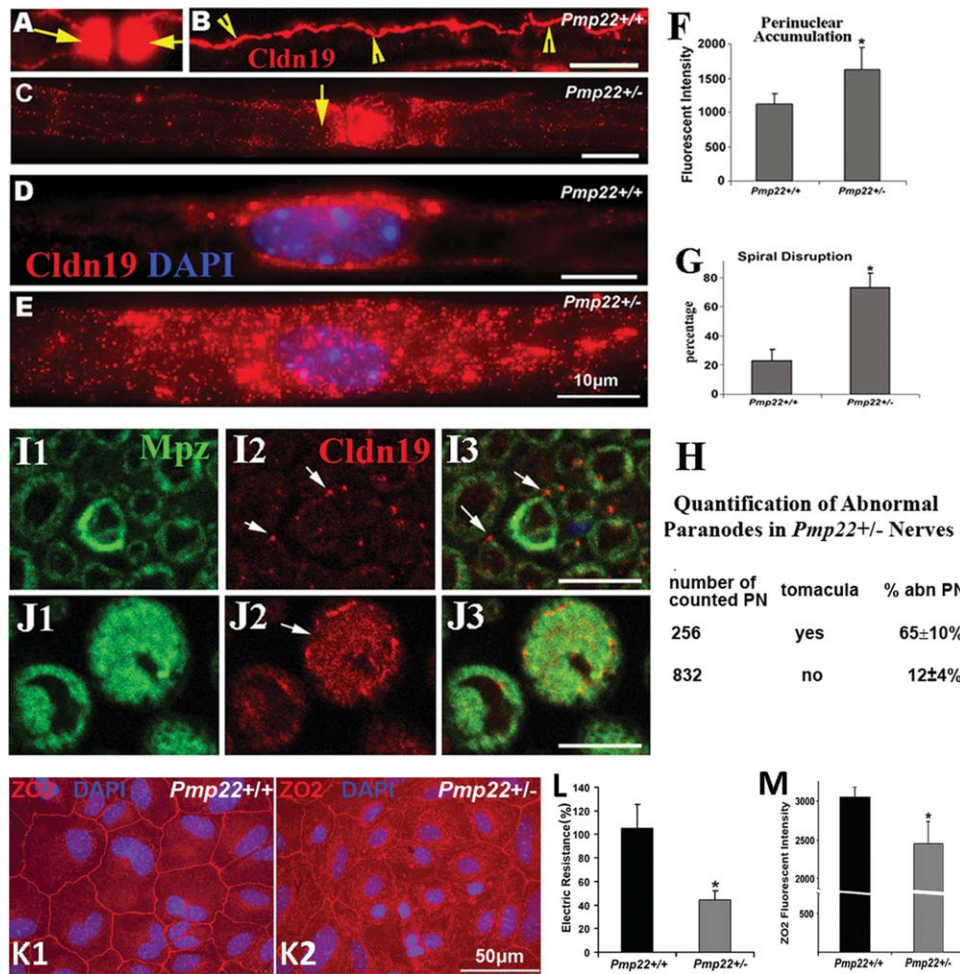 A
B
Pmp22+/+
Cldn19
C
Pmp22+/-
D
Pmp22+/+
Cldn19 DAPI
E
Pmp22+/-
10µm
F
Perinuclear
Accumulation
Fluorescent Intensity
2000
1500
1000
500
0
*
Pmp22+/+
Pmp22+/-
G
Spiral Disruption
percentage
80
60
40
20
0
*
Pmp22+/+
Pmp22+/-
I1
Mpz
I2
Cldn19
I3
J1
J2
J3
H
Quantification of Abnormal
Paranodes in Pmp22+/- Nerves
number of
counted PN
tomacula
% abn PN
256 yes 65±10%
832 no 12±4%
ZO2 DAPI Pmp22+/+
K1
ZO2 DAPI Pmp22+/-
K2
50µm
L
Electric Resistance(%)
140
120
100
80
60
40
20
0
*
Pmp22+/+
Pmp22+/-
M
ZO2 Fluorescent Intensity
3000
2500
2000
500
*
Pmp22+/+
Pmp22+/-